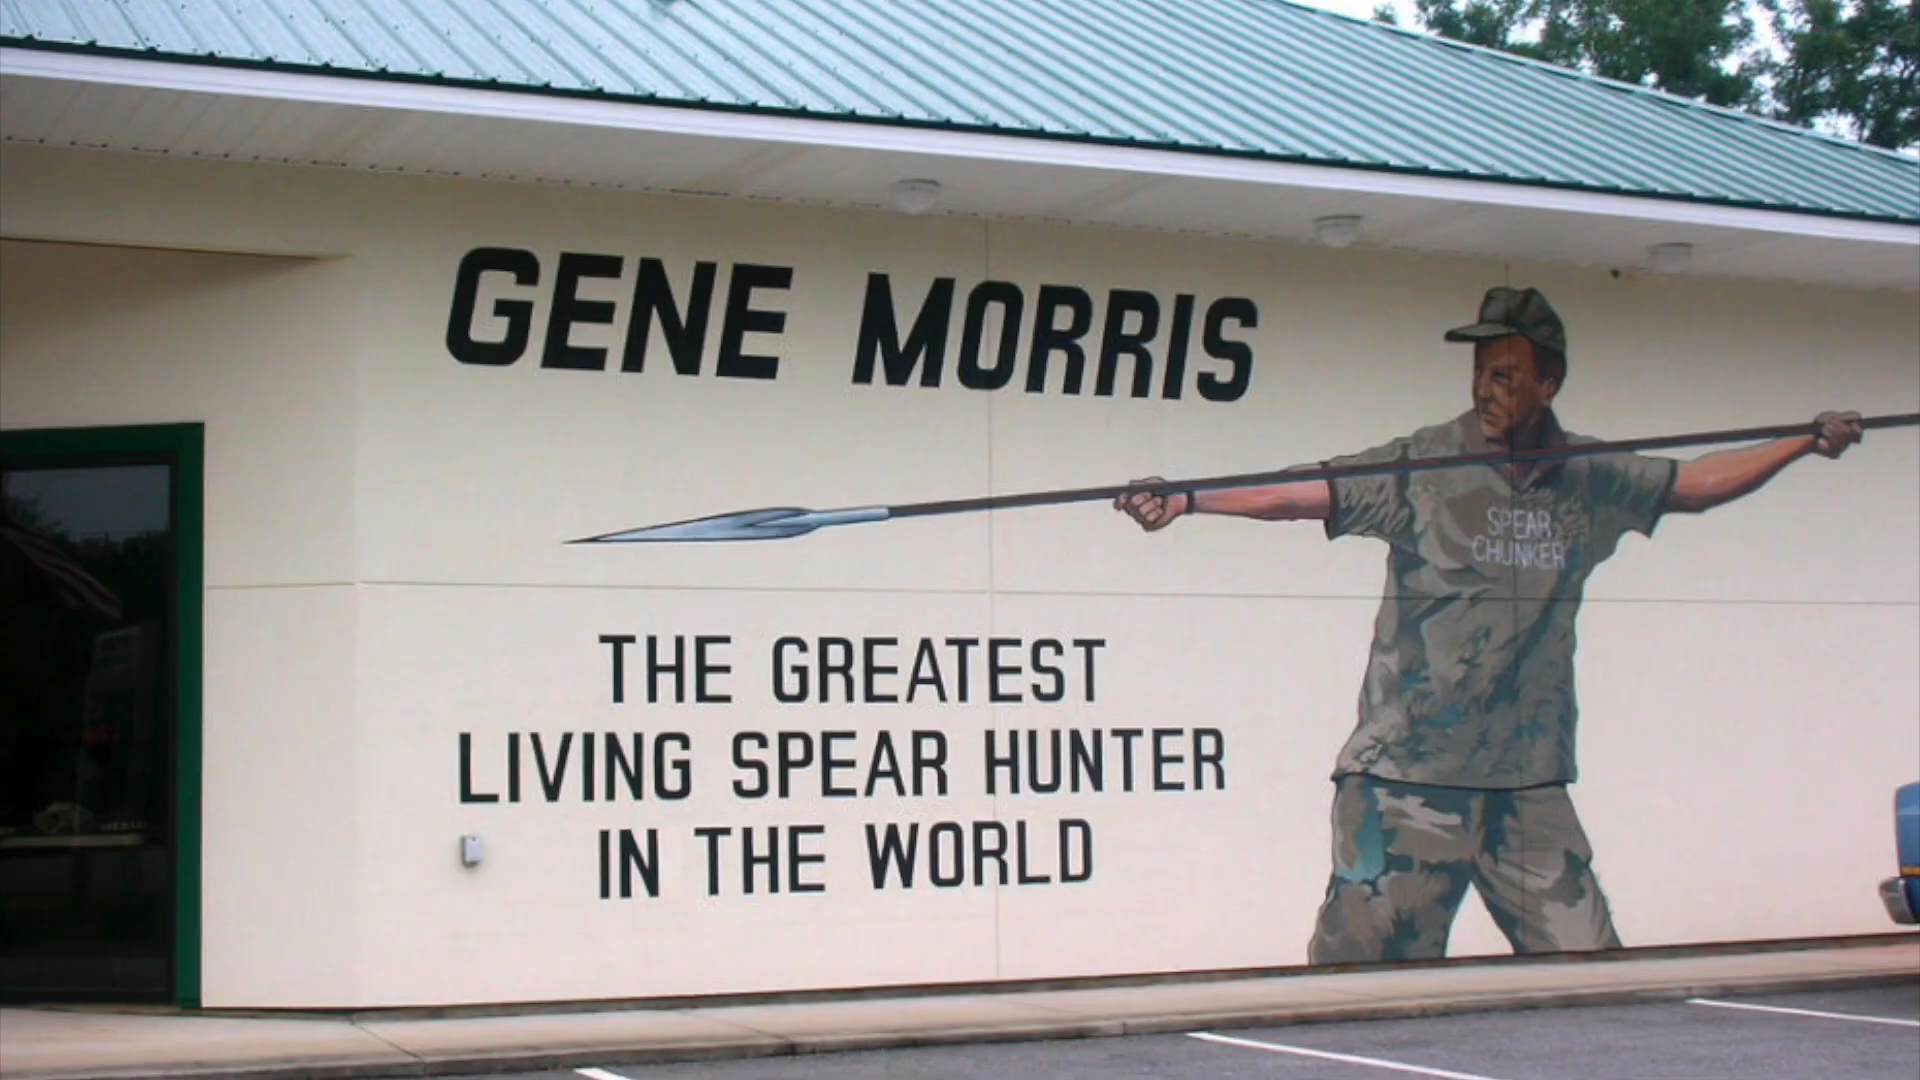 GENE MORRIS
SPEAR
CHUNKER
THE GREATEST
LIVING SPEAR HUNTER
IN THE WORLD